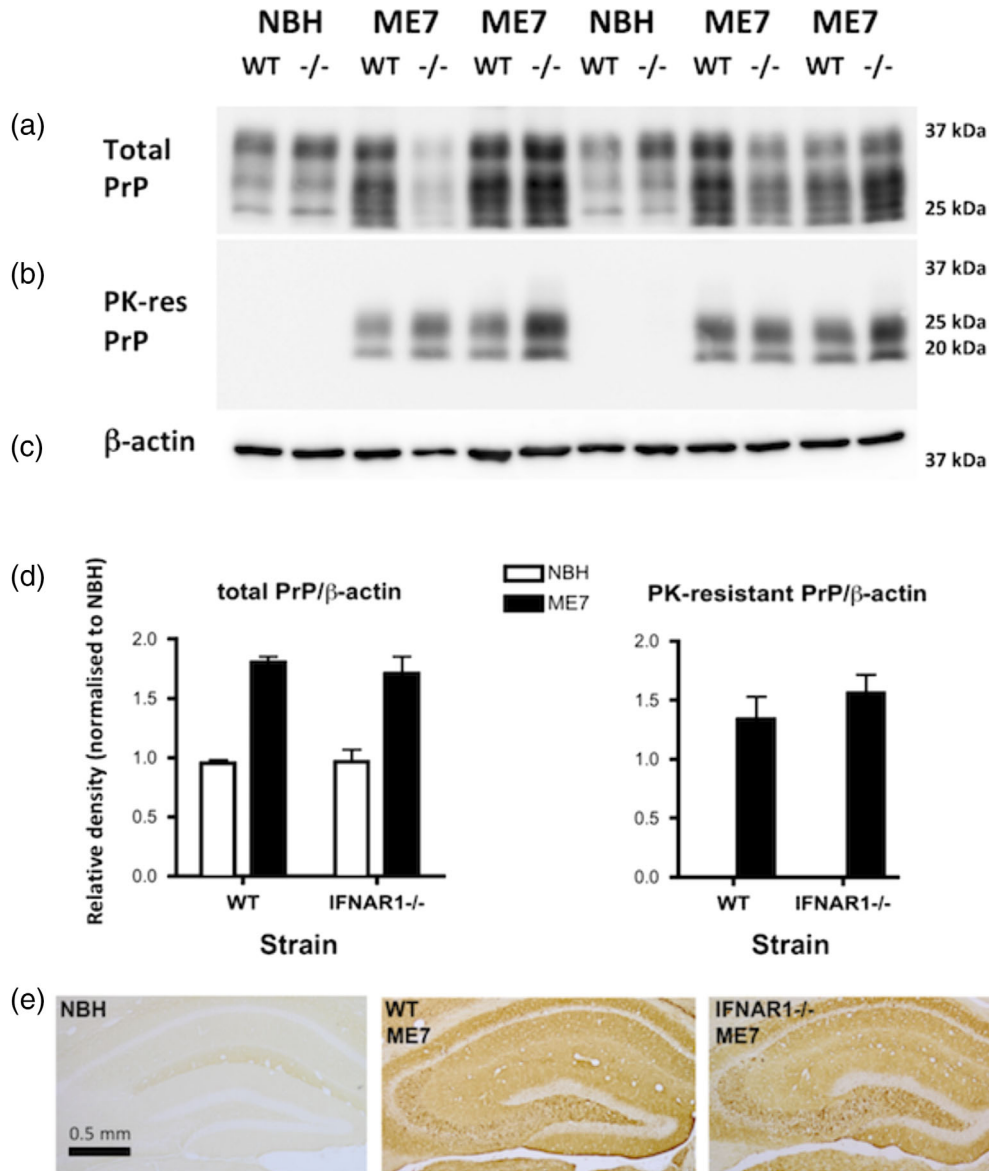 NBH ME7 ME7 NBH ME7 ME7
WT -/- WT -/- WT -/- WT -/- WT -/- WT -/-
(a)
Total
PrP
37 kDa
25 kDa
(b)
PK-res
PrP
37 kDa
25 kDa
20 kDa
(c)
β-actin
37 kDa
(d)
total PrP/β-actin
NBH
ME7
PK-resistant PrP/β-actin
Relative density (normalised to NBH)
2.0
1.5
1.0
0.5
0.0
WT IFNAR1-/-
Strain
2.0
1.5
1.0
1.5
0.0
WT IFNAR1-/-
Strain
(e)
NBH
0.5 mm
WT
ME7
IFNAR1-/-
ME7